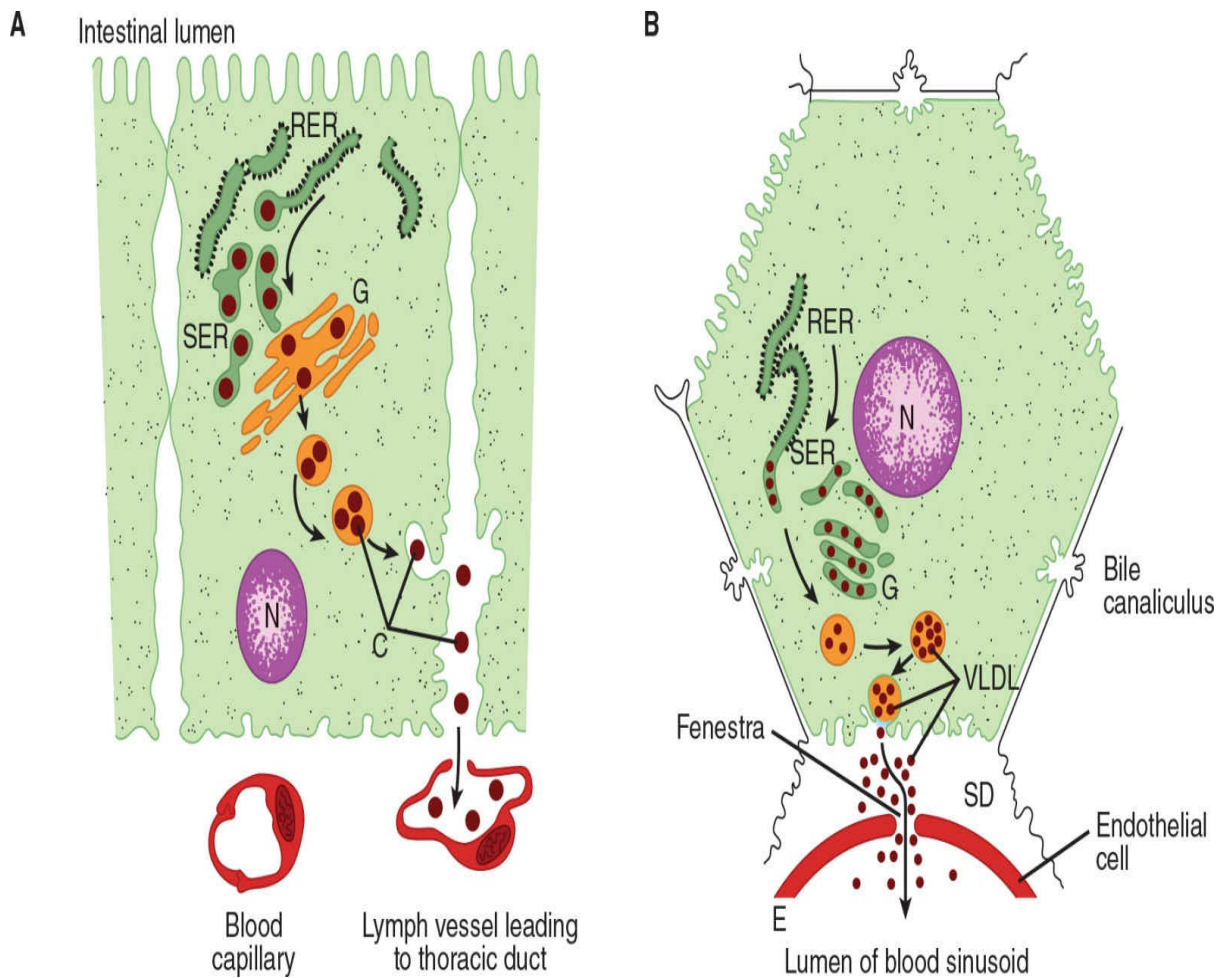 A
Intestinal lumen
RER
G
SER
N
C
Blood
capillary
Lymph vessel leading
to thoracic duct
B
RER
N
SER
G
Bile
canaliculus
VLDL
Fenestra
SD
Endothelial
cell
E
Lumen of blood sinusoid